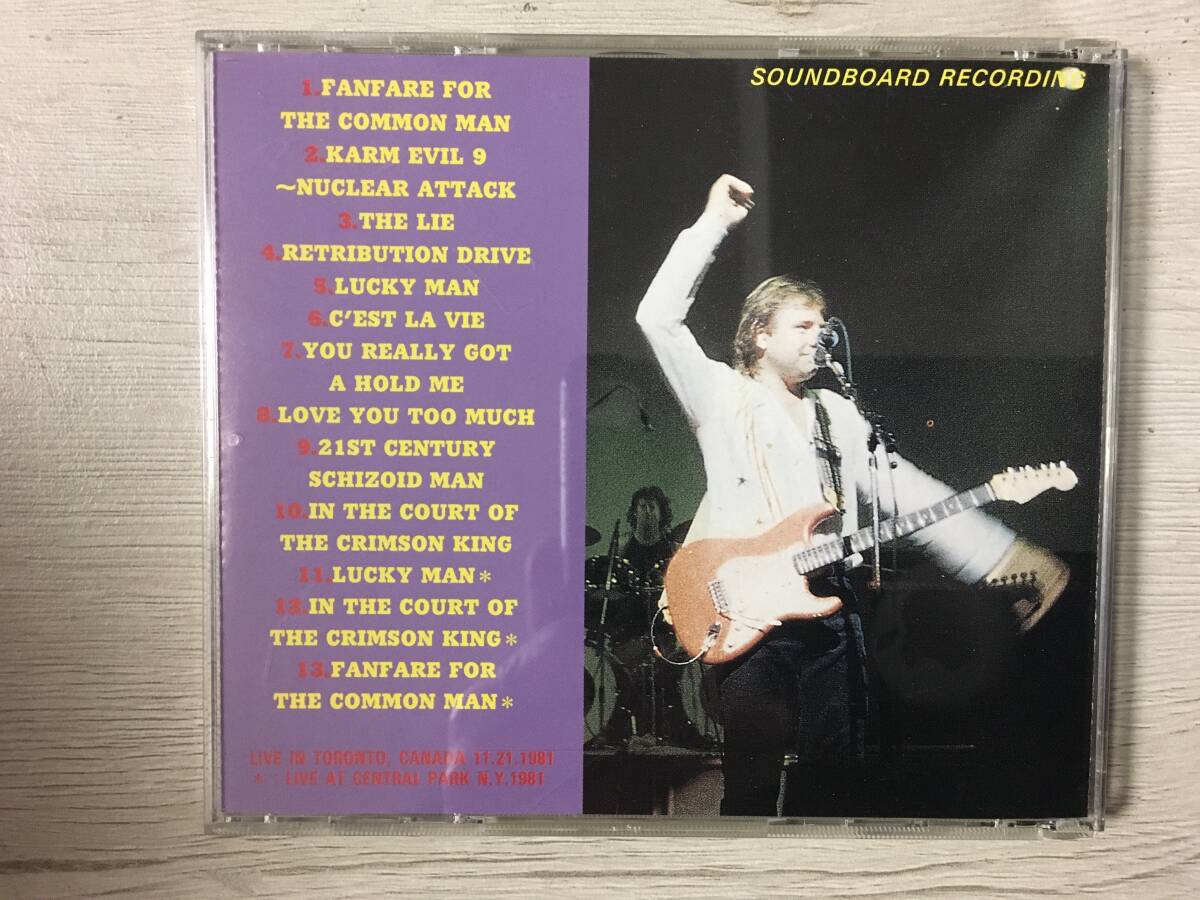 1.FANFARE FOR
THE COMMON MAN
2.KARM EVIL 9
~NUCLEAR ATTACK
3.THE LIE
4.RETRIBUTION DRIVE
5.LUCKY MAN
6.C'EST LA VIE
7.YOU REALLY GOT
A HOLD ME
8.LOVE YOU TOO MUCH
9.21ST CENTURY
SCHIZOID MAN
10.IN THE COURT OF
THE CRIMSON KING
11.LUCKY MAN*
12.IN THE COURT OF
THE CRIMSON KING*
13.FANFARE FOR
THE COMMON MAN*
LIVE IN TORONTO, CANADA 11.21.1981
* : LIVE AT CENTRAL PARK N.Y.1981
SOUNDBOARD RECORDING